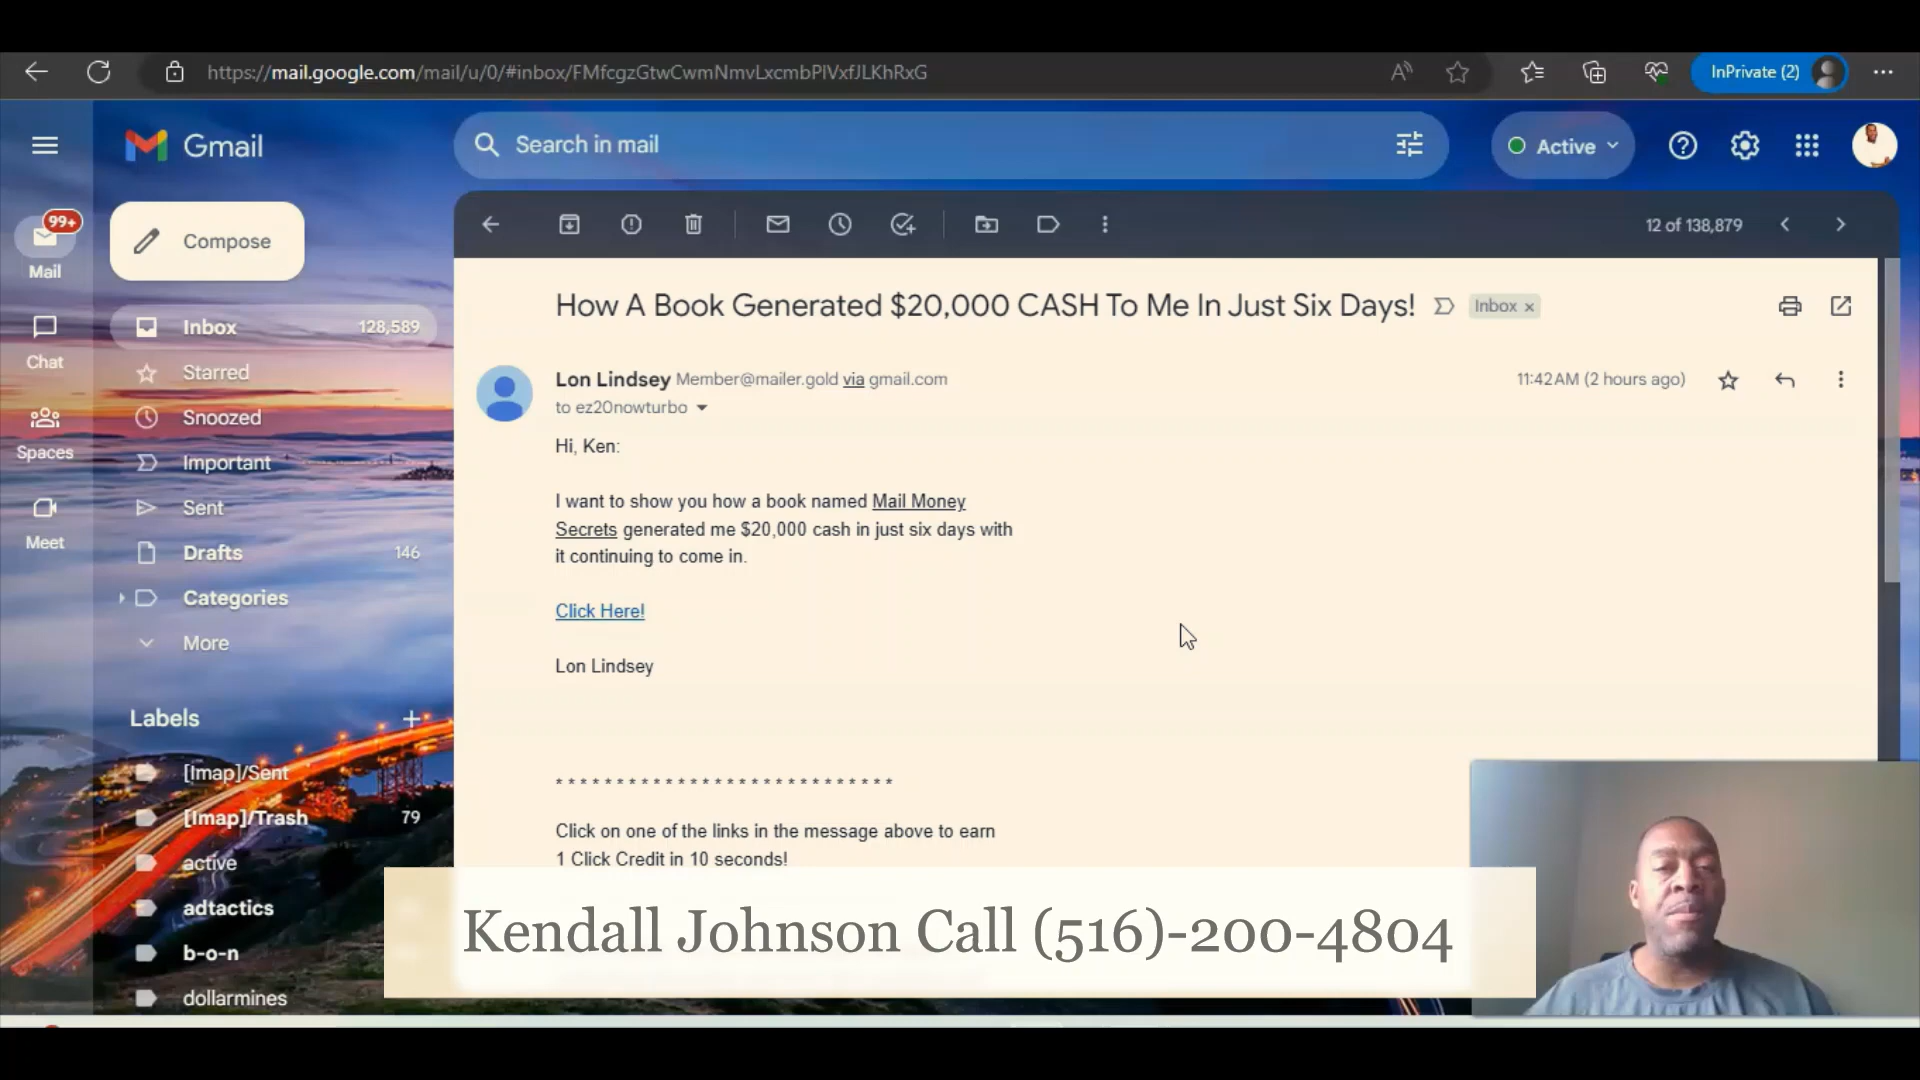 https://mail.google.com/mail/u/0/#inbox/FMfcgzGtwCwmNmvLxcmbPlVxfJLKhRxG
InPrivate (2)
Gmail
Search in mail
Active
99+
Mail
Compose
12 of 138,879
Inbox 128,589
Chat
Starred
Snoozed
Spaces
Important
Sent
Meet
Drafts 146
Categories
More
Labels
[Imap]/Sent
[Imap]/Trash 79
active
adtactics
b-o-n
dollarmines
How A Book Generated $20,000 CASH To Me In Just Six Days!
Inbox x
Lon Lindsey Member@mailer.gold via gmail.com
11:42 AM (2 hours ago)
to ez20nowturbo
Hi, Ken:
I want to show you how a book named Mail Money
Secrets generated me $20,000 cash in just six days with
it continuing to come in.
Click Here!
Lon Lindsey
* * * * * * * * * * * * * * * * * * * * * * * * * * * *
Click on one of the links in the message above to earn
1 Click Credit in 10 seconds!
Kendall Johnson Call (516)-200-4804